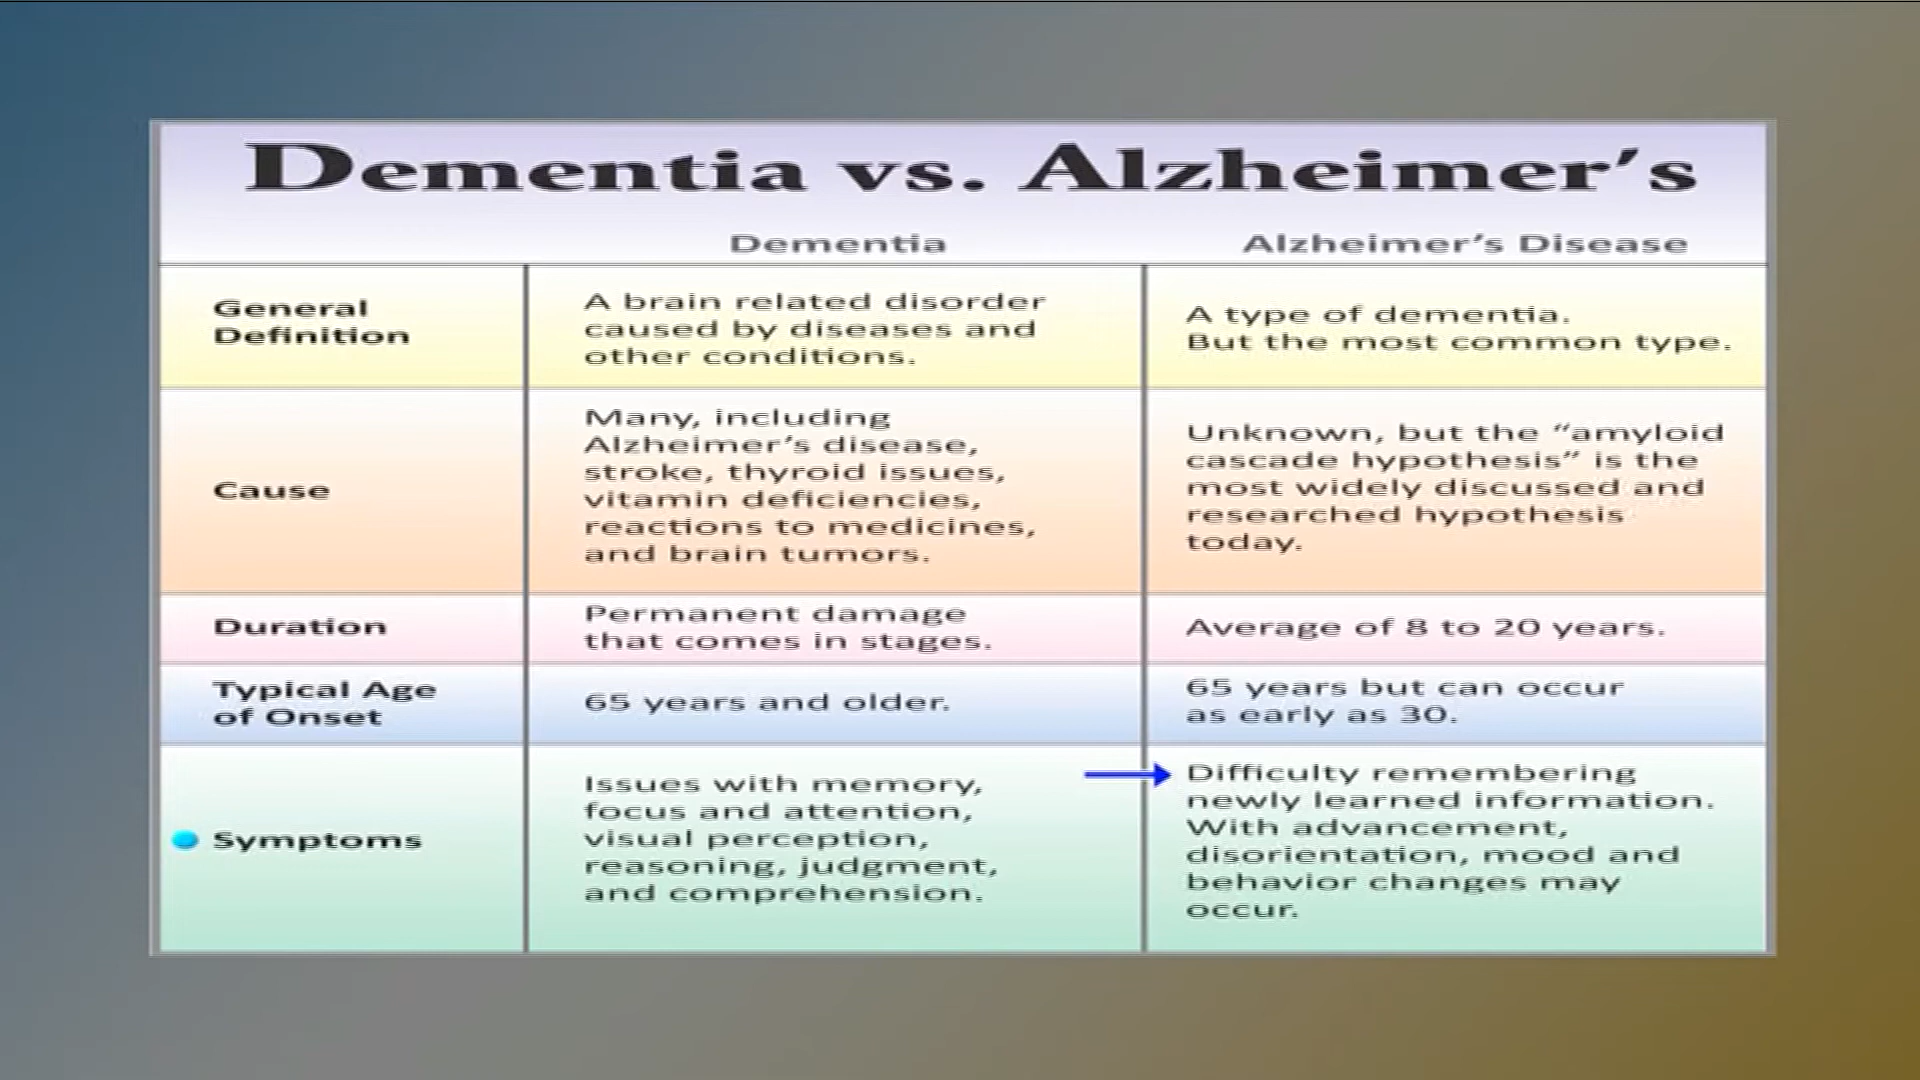 Dementia vs. Alzheimer's
Dementia
Alzheimer's Disease
General
Definition
A brain related disorder
caused by diseases and
other conditions.
A type of dementia.
But the most common type.
Cause
Many, including
Alzheimer's disease,
stroke, thyroid issues,
vitamin deficiencies,
reactions to medicines,
and brain tumors.
Unknown, but the "amyloid
cascade hypothesis" is the
most widely discussed and
researched hypothesis
today.
Duration
Permanent damage
that comes in stages.
Average of 8 to 20 years.
Typical Age
of Onset
65 years and older.
65 years but can occur
as early as 30.
Symptoms
Issues with memory,
focus and attention,
visual perception,
reasoning, judgment,
and comprehension.
Difficulty remembering
newly learned information.
With advancement,
disorientation, mood and
behavior changes may
occur.